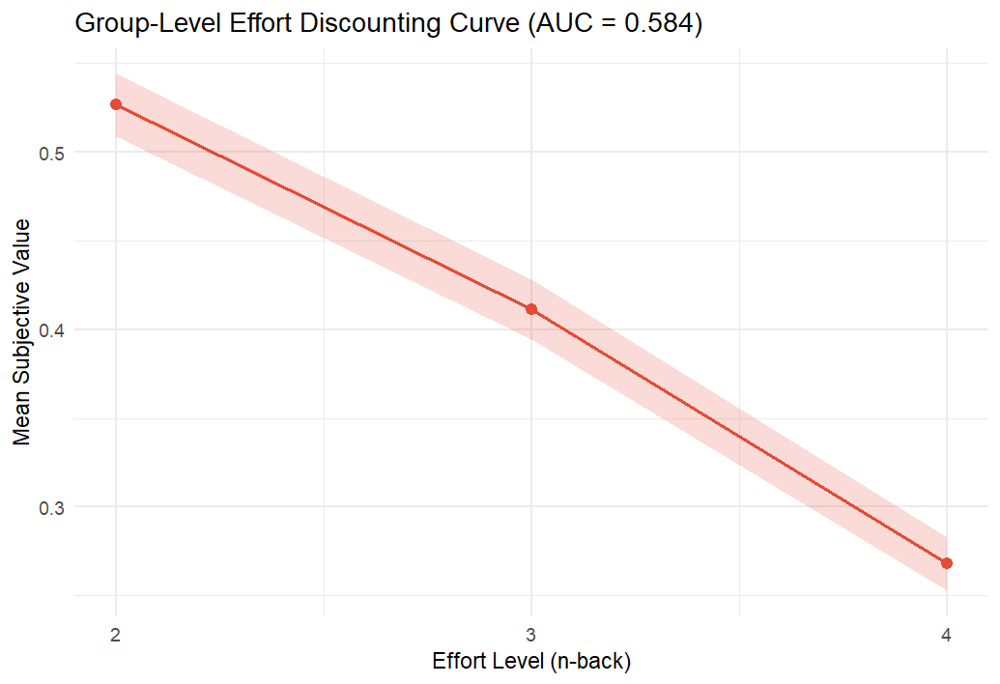 Group-Level Effort Discounting Curve (AUC = 0.584)
Mean Subjective Value
0.5
0.4
0.3
2
3
4
Effort Level (n-back)